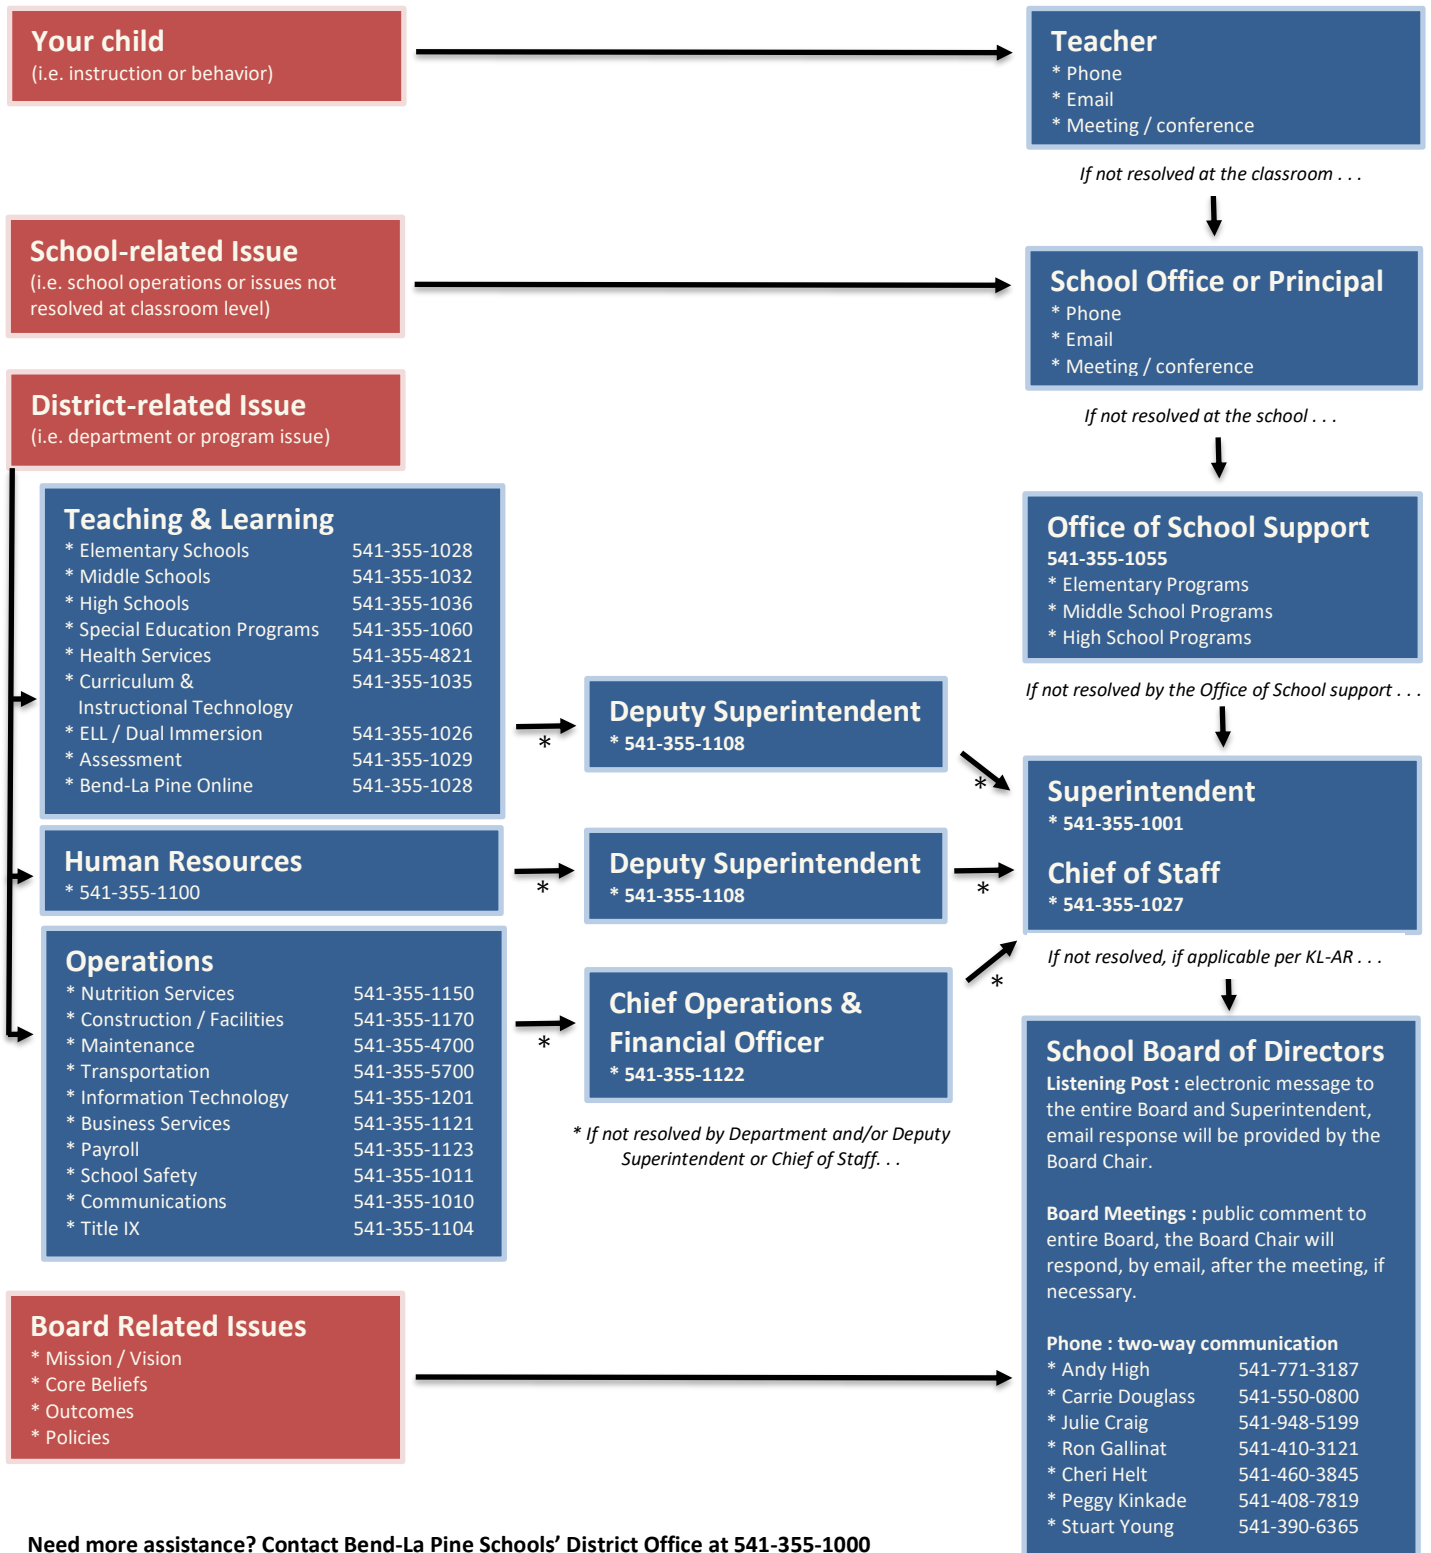 Your child
(i.e. instruction or behavior)
Teacher
* Phone
* Email
* Meeting / conference
If not resolved at the classroom . . .
School-related Issue
(i.e. school operations or issues not
resolved at classroom level)
School Office or Principal
* Phone
* Email
* Meeting / conference
If not resolved at the school . . .
District-related Issue
(i.e. department or program issue)
Teaching & Learning
* Elementary Schools 541-355-1028
* Middle Schools 541-355-1032
* High Schools 541-355-1036
* Special Education Programs 541-355-1060
* Health Services 541-355-4821
* Curriculum & 541-355-1035
Instructional Technology
* ELL / Dual Immersion 541-355-1026
* Assessment 541-355-1029
* Bend-La Pine Online 541-355-1028
*
Deputy Superintendent
* 541-355-1108
*
Office of School Support
541-355-1055
* Elementary Programs
* Middle School Programs
* High School Programs
If not resolved by the Office of School support . . .
Superintendent
* 541-355-1001
Chief of Staff
* 541-355-1027
Human Resources
* 541-355-1100
*
Deputy Superintendent
* 541-355-1108
*
If not resolved, if applicable per KL-AR . . .
Operations
* Nutrition Services 541-355-1150
* Construction / Facilities 541-355-1170
* Maintenance 541-355-4700
* Transportation 541-355-5700
* Information Technology 541-355-1201
* Business Services 541-355-1121
* Payroll 541-355-1123
* School Safety 541-355-1011
* Communications 541-355-1010
* Title IX 541-355-1104
*
Chief Operations &
Financial Officer
* 541-355-1122
*
* If not resolved by Department and/or Deputy
Superintendent or Chief of Staff. . .
School Board of Directors
Listening Post : electronic message to
the entire Board and Superintendent,
email response will be provided by the
Board Chair.
Board Meetings : public comment to
entire Board, the Board Chair will
respond, by email, after the meeting, if
necessary.
Phone : two-way communication
* Andy High 541-771-3187
* Carrie Douglass 541-550-0800
* Julie Craig 541-948-5199
* Ron Gallinat 541-410-3121
* Cheri Helt 541-460-3845
* Peggy Kinkade 541-408-7819
* Stuart Young 541-390-6365
Board Related Issues
* Mission / Vision
* Core Beliefs
* Outcomes
* Policies
Need more assistance? Contact Bend-La Pine Schools’ District Office at 541-355-1000